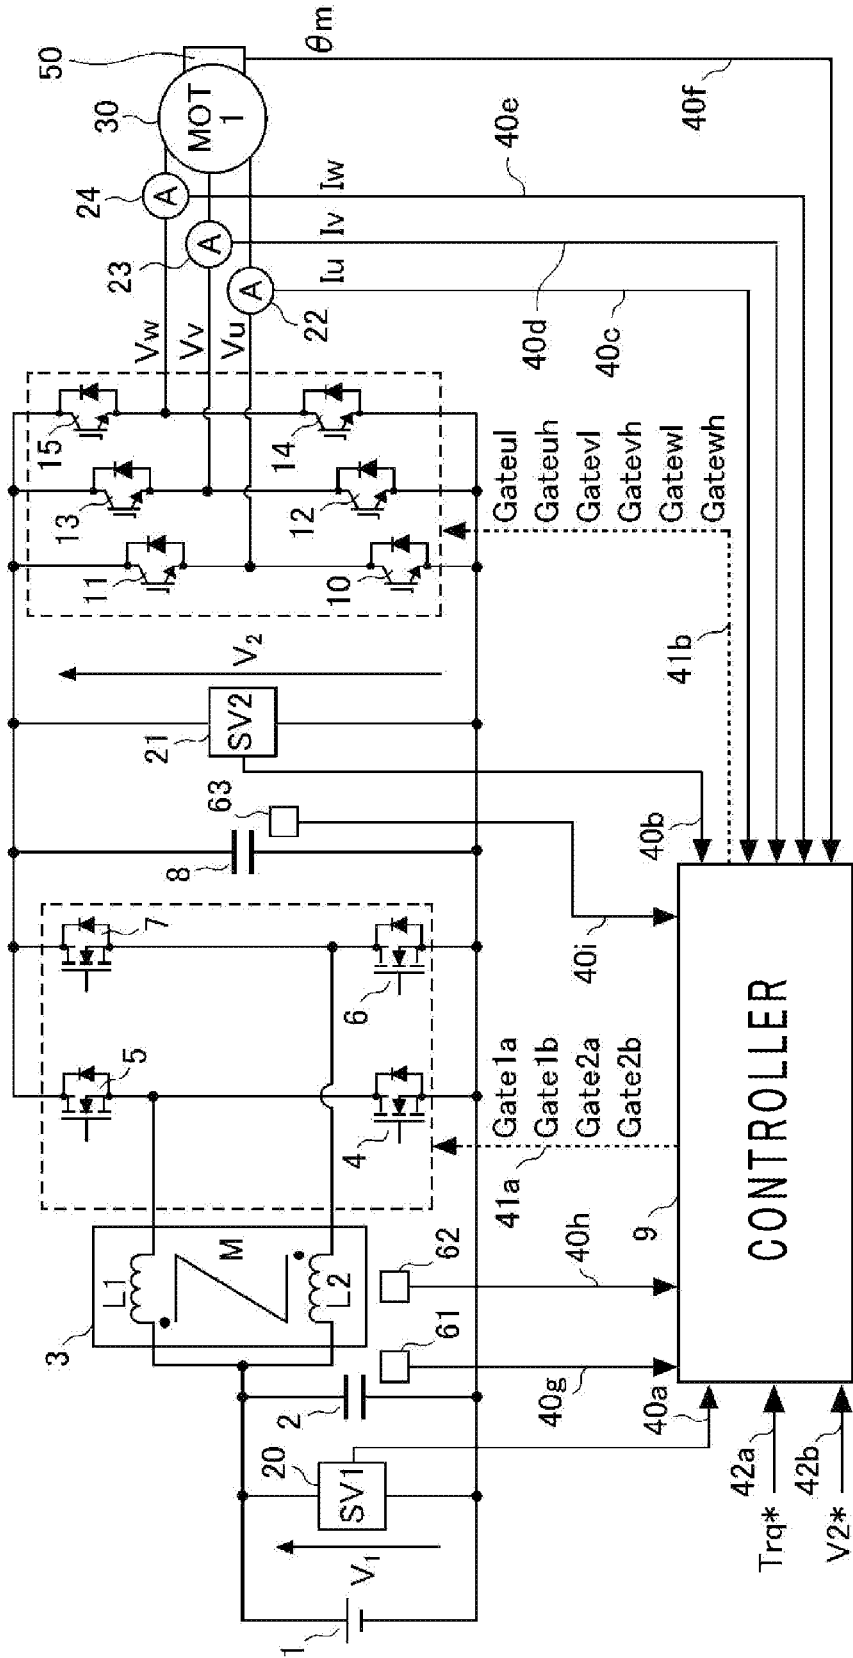 50
θm
30
MOT
1
24
A
Iw
40e
40f
23
A
Iv
40d
22
A
Iu
40c
Vw
Vv
Vu
15
14
13
12
11
10
Gateul
Gateuh
Gatevl
Gatevh
Gatewl
Gatewh
41b
V2
21
SV2
40b
63
8
40i
7
6
5
4
Gate1a
Gate1b
Gate2a
Gate2b
41a
9
CONTROLLER
3
L1
M
L2
62
40h
61
40g
2
20
SV1
40a
V1
1
42a
Trq*
42b
V2*